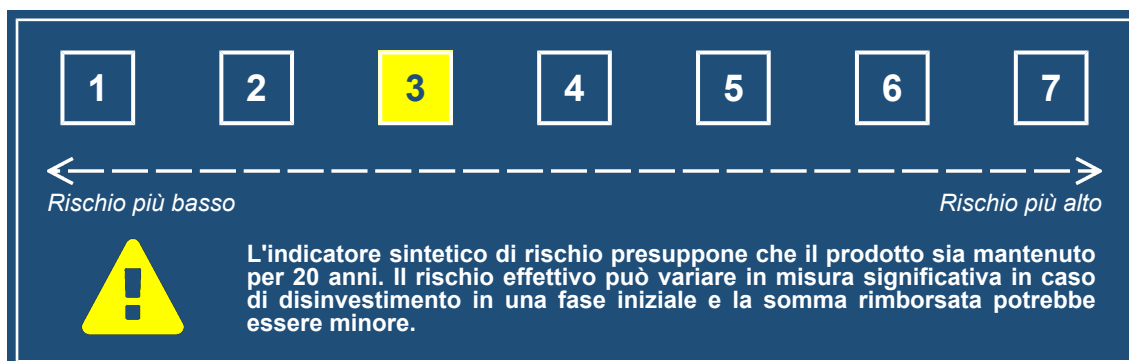 1 2 3 4 5 6 7
Rischio più basso Rischio più alto
L'indicatore sintetico di rischio presuppone che il prodotto sia mantenuto
per 20 anni. Il rischio effettivo può variare in misura significativa in caso
di disinvestimento in una fase iniziale e la somma rimborsata potrebbe
essere minore.